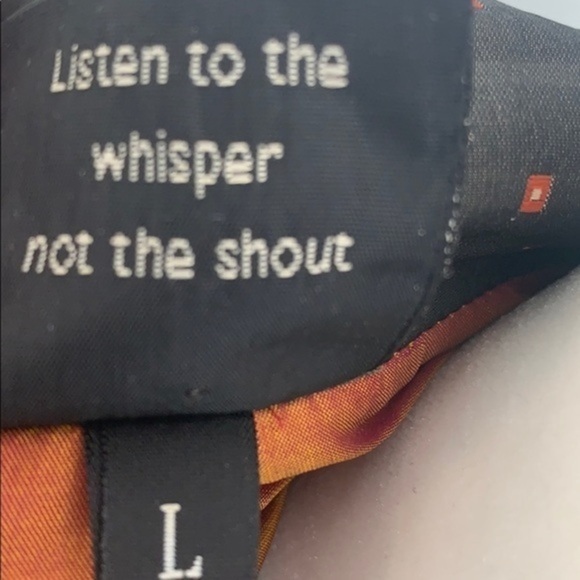 Listen to the
whisper
not the shout
L